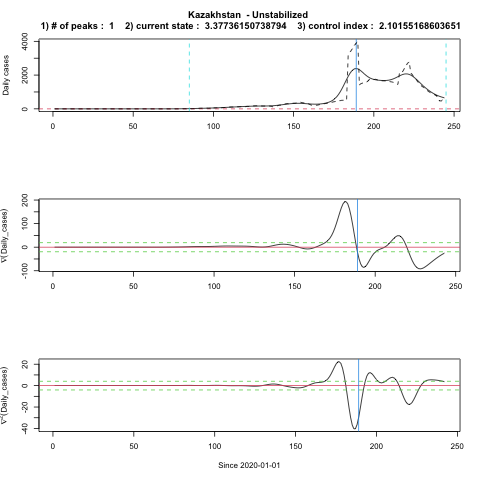 Kazakhstan - Unstabilized
1) # of peaks : 1 2) current state : 3.37736150738794 3) control index : 2.10155168603651
Daily cases
0 2000 4000
0 50 100 150 200 250
∇(Daily_cases)
-100 0 100 200
0 50 100 150 200 250
∇²(Daily_cases)
-40 -20 0 20
0 50 100 150 200 250
Since 2020-01-01